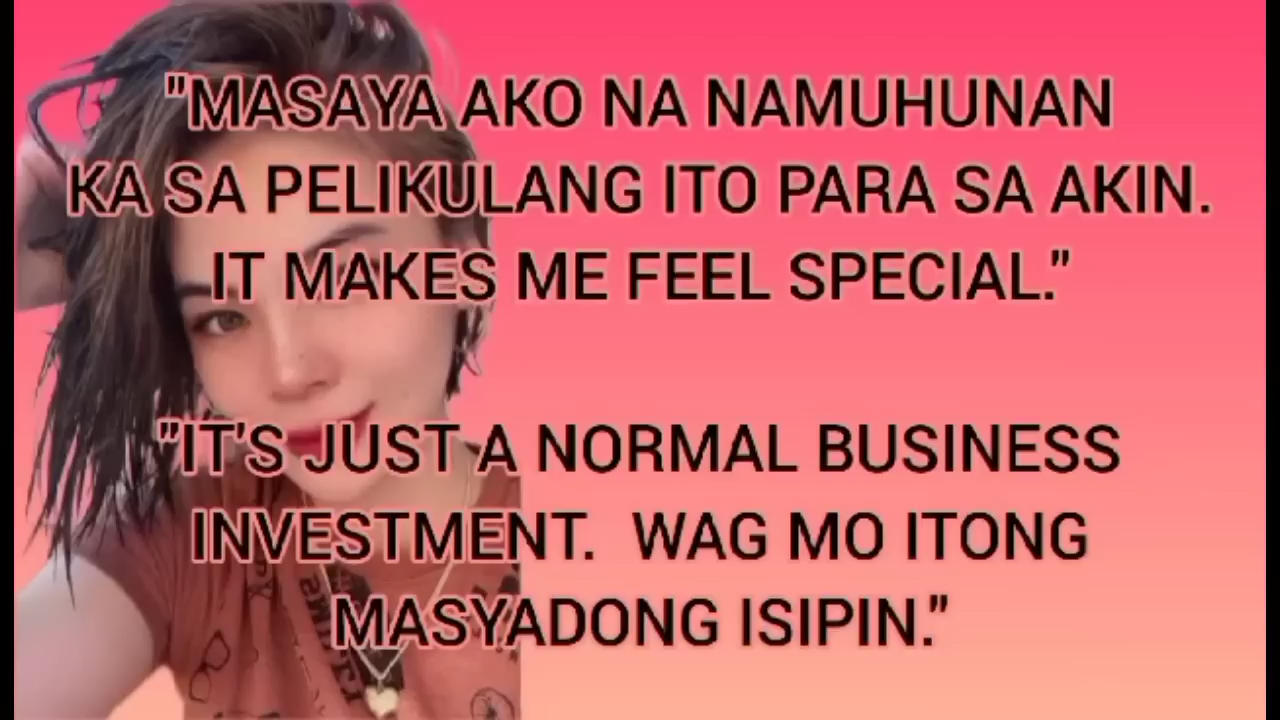 "MASAYA AKO NA NAMUHUNAN
KA SA PELIKULANG ITO PARA SA AKIN.
IT MAKES ME FEEL SPECIAL."
"IT'S JUST A NORMAL BUSINESS
INVESTMENT. WAG MO ITONG
MASYADONG ISIPIN."